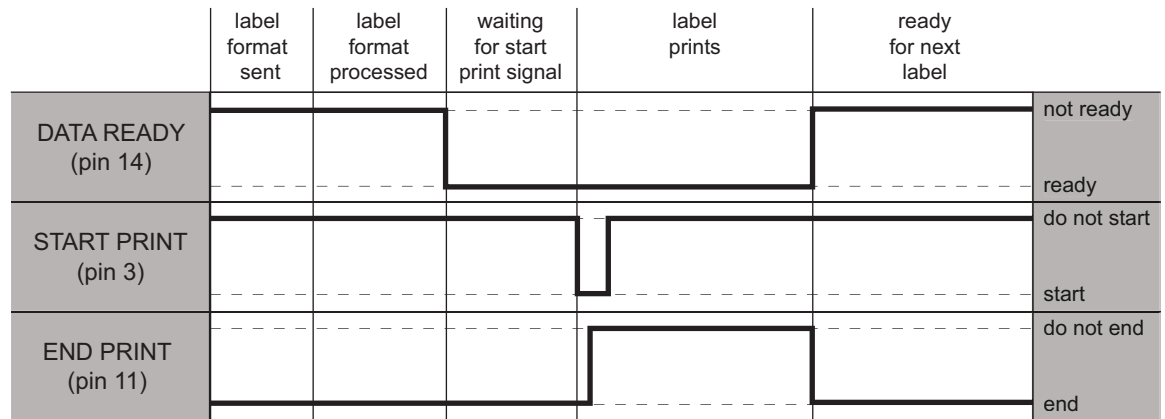 label
format
sent
label
format
processed
waiting
for start
print signal
label
prints
ready
for next
label
DATA READY
(pin 14)
not ready
ready
START PRINT
(pin 3)
do not start
start
END PRINT
(pin 11)
do not end
end